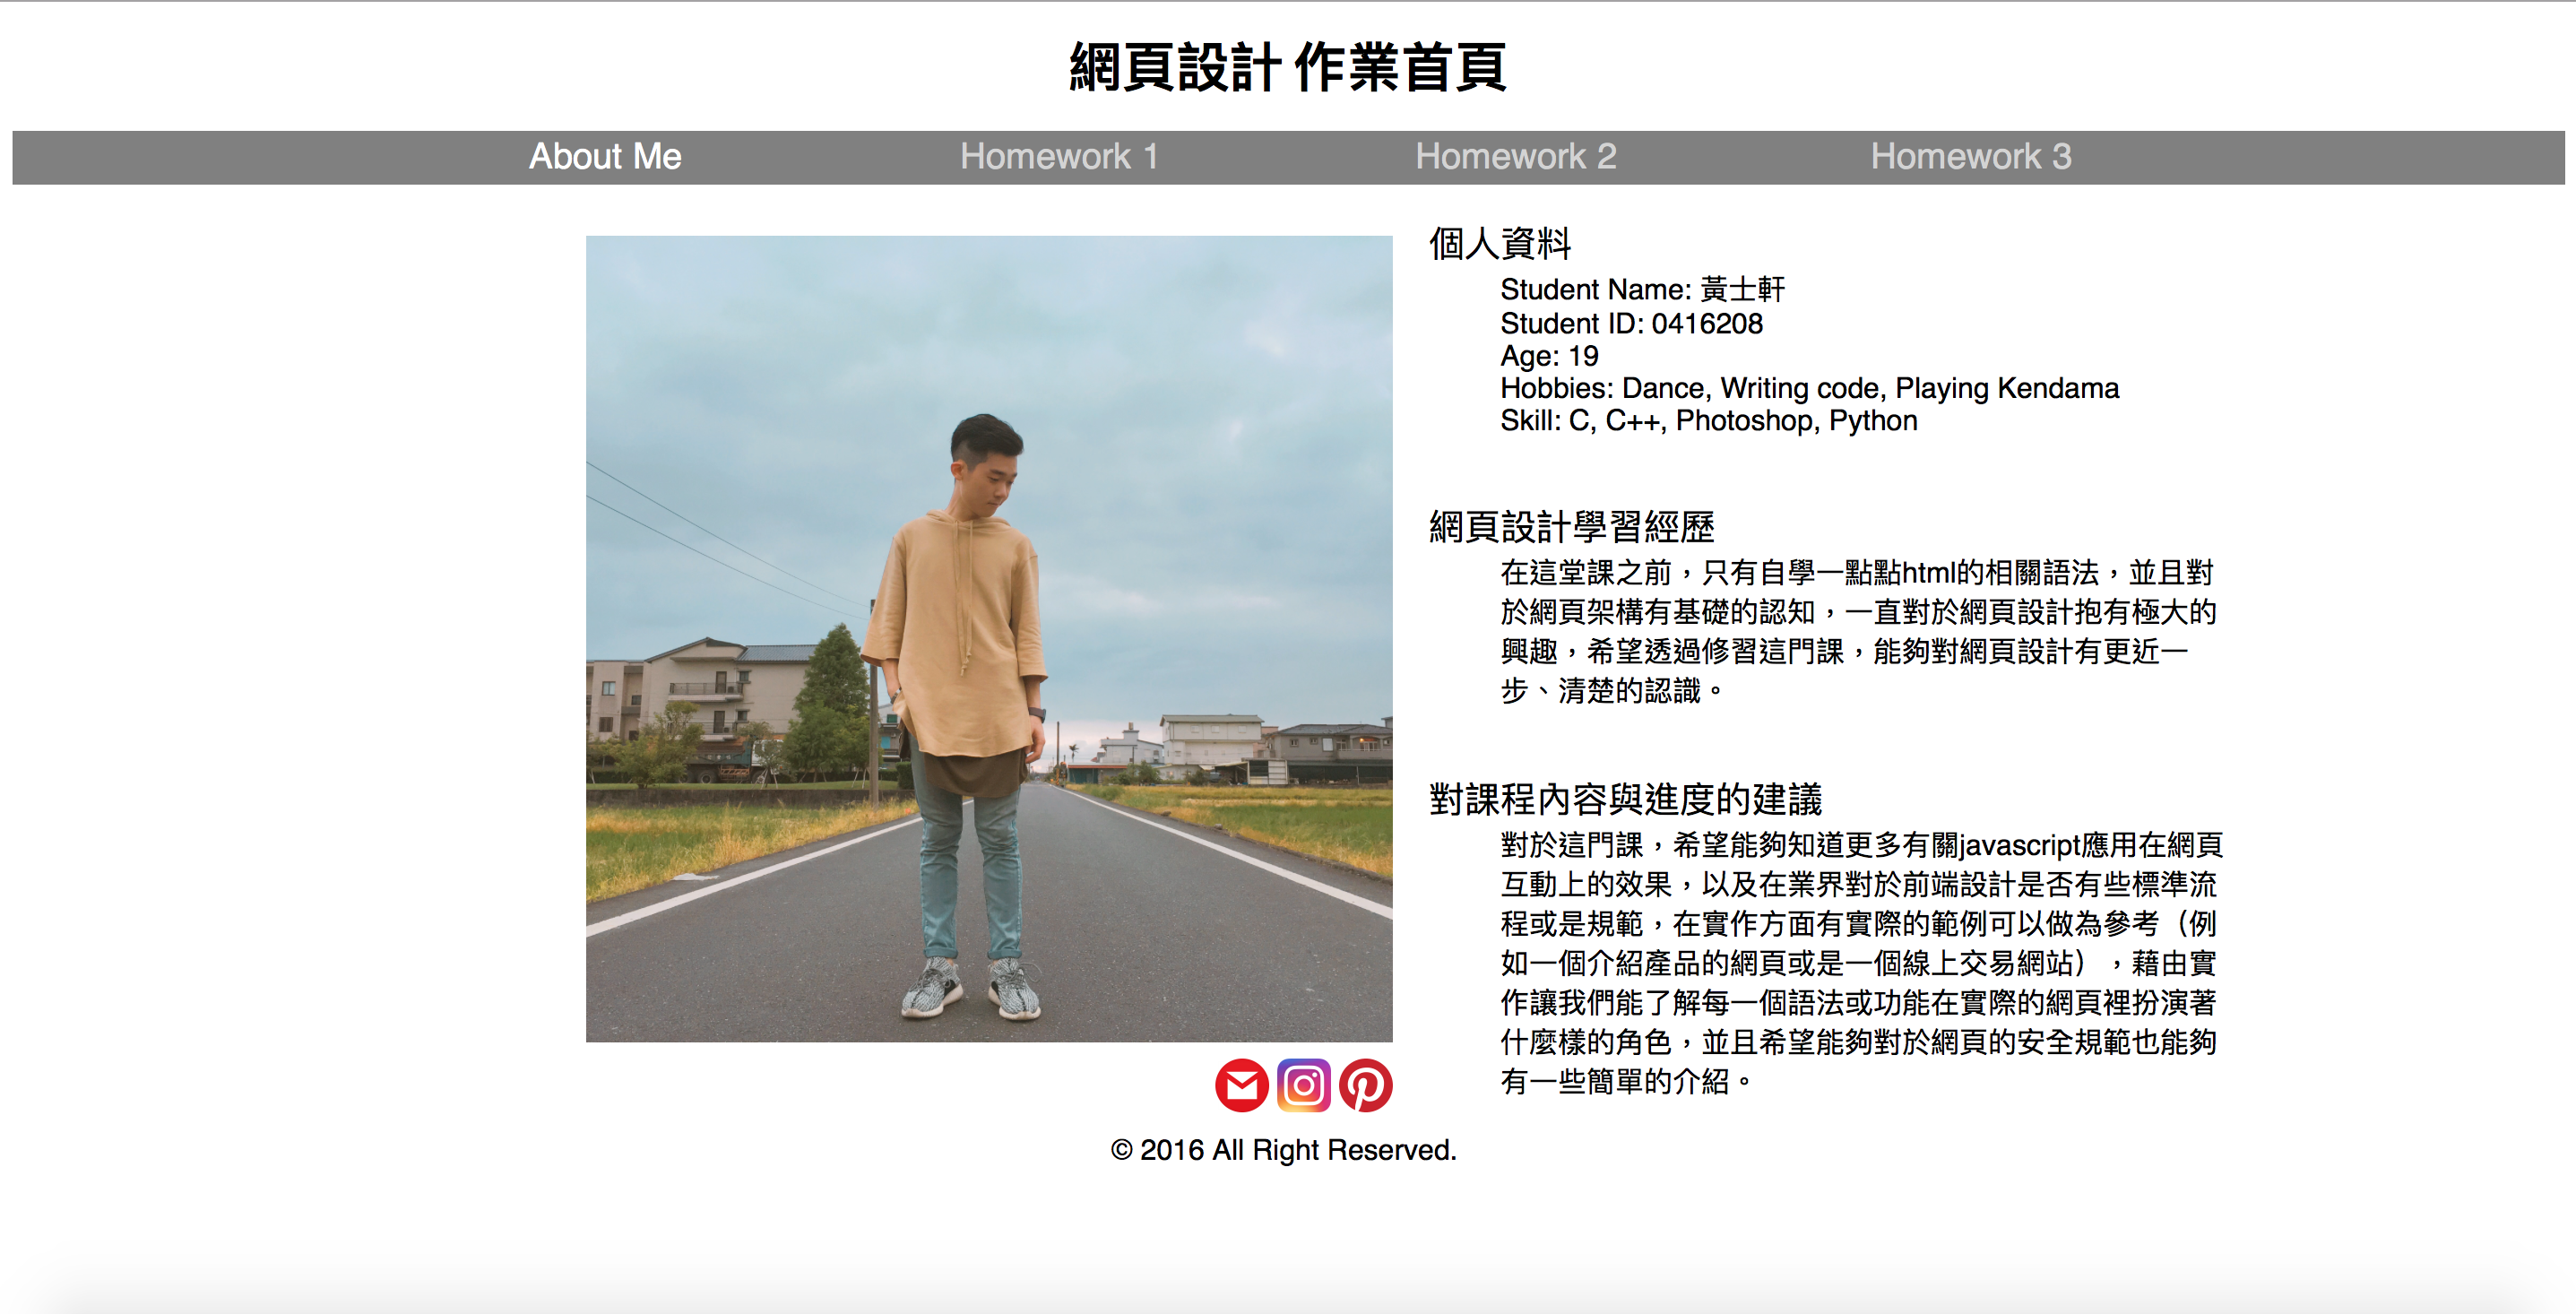 網頁設計 作業首頁
About Me
Homework 1
Homework 2
Homework 3
個人資料
Student Name: 黃士軒
Student ID: 0416208
Age: 19
Hobbies: Dance, Writing code, Playing Kendama
Skill: C, C++, Photoshop, Python
網頁設計學習經歷
在這堂課之前，只有自學一點點html的相關語法，並且對
於網頁架構有基礎的認知，一直對於網頁設計抱有極大的
興趣，希望透過修習這門課，能夠對網頁設計有更近一
步、清楚的認識。
對課程內容與進度的建議
對於這門課，希望能夠知道更多有關javascript應用在網頁
互動上的效果，以及在業界對於前端設計是否有些標準流
程或是規範，在實作方面有實際的範例可以做為參考（例
如一個介紹產品的網頁或是一個線上交易網站），藉由實
作讓我們能了解每一個語法或功能在實際的網頁裡扮演著
什麼樣的角色，並且希望能夠對於網頁的安全規範也能夠
有一些簡單的介紹。
© 2016 All Right Reserved.